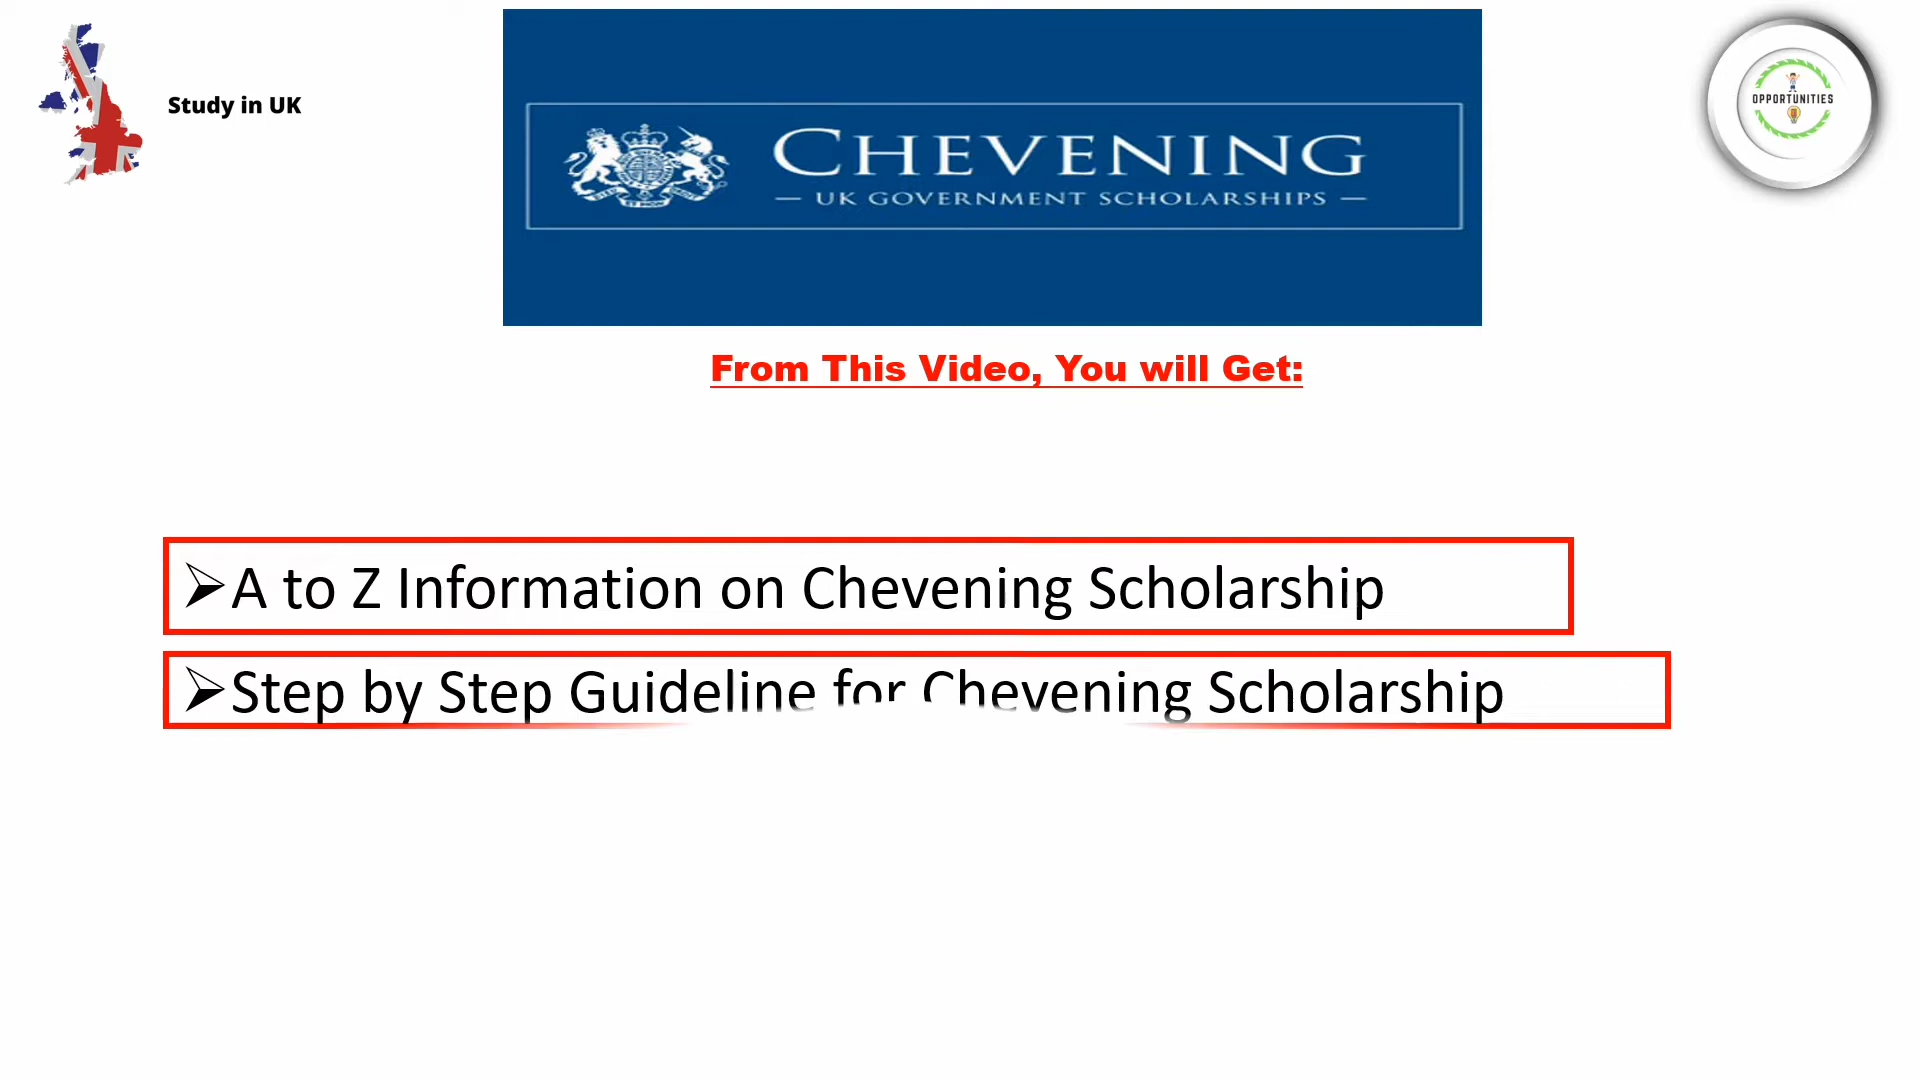 Study in UK
CHEVENING
— UK GOVERNMENT SCHOLARSHIPS —
OPPORTUNITIES
From This Video, You will Get:
➢A to Z Information on Chevening Scholarship
➢Step by Step Guideline for Chevening Scholarship